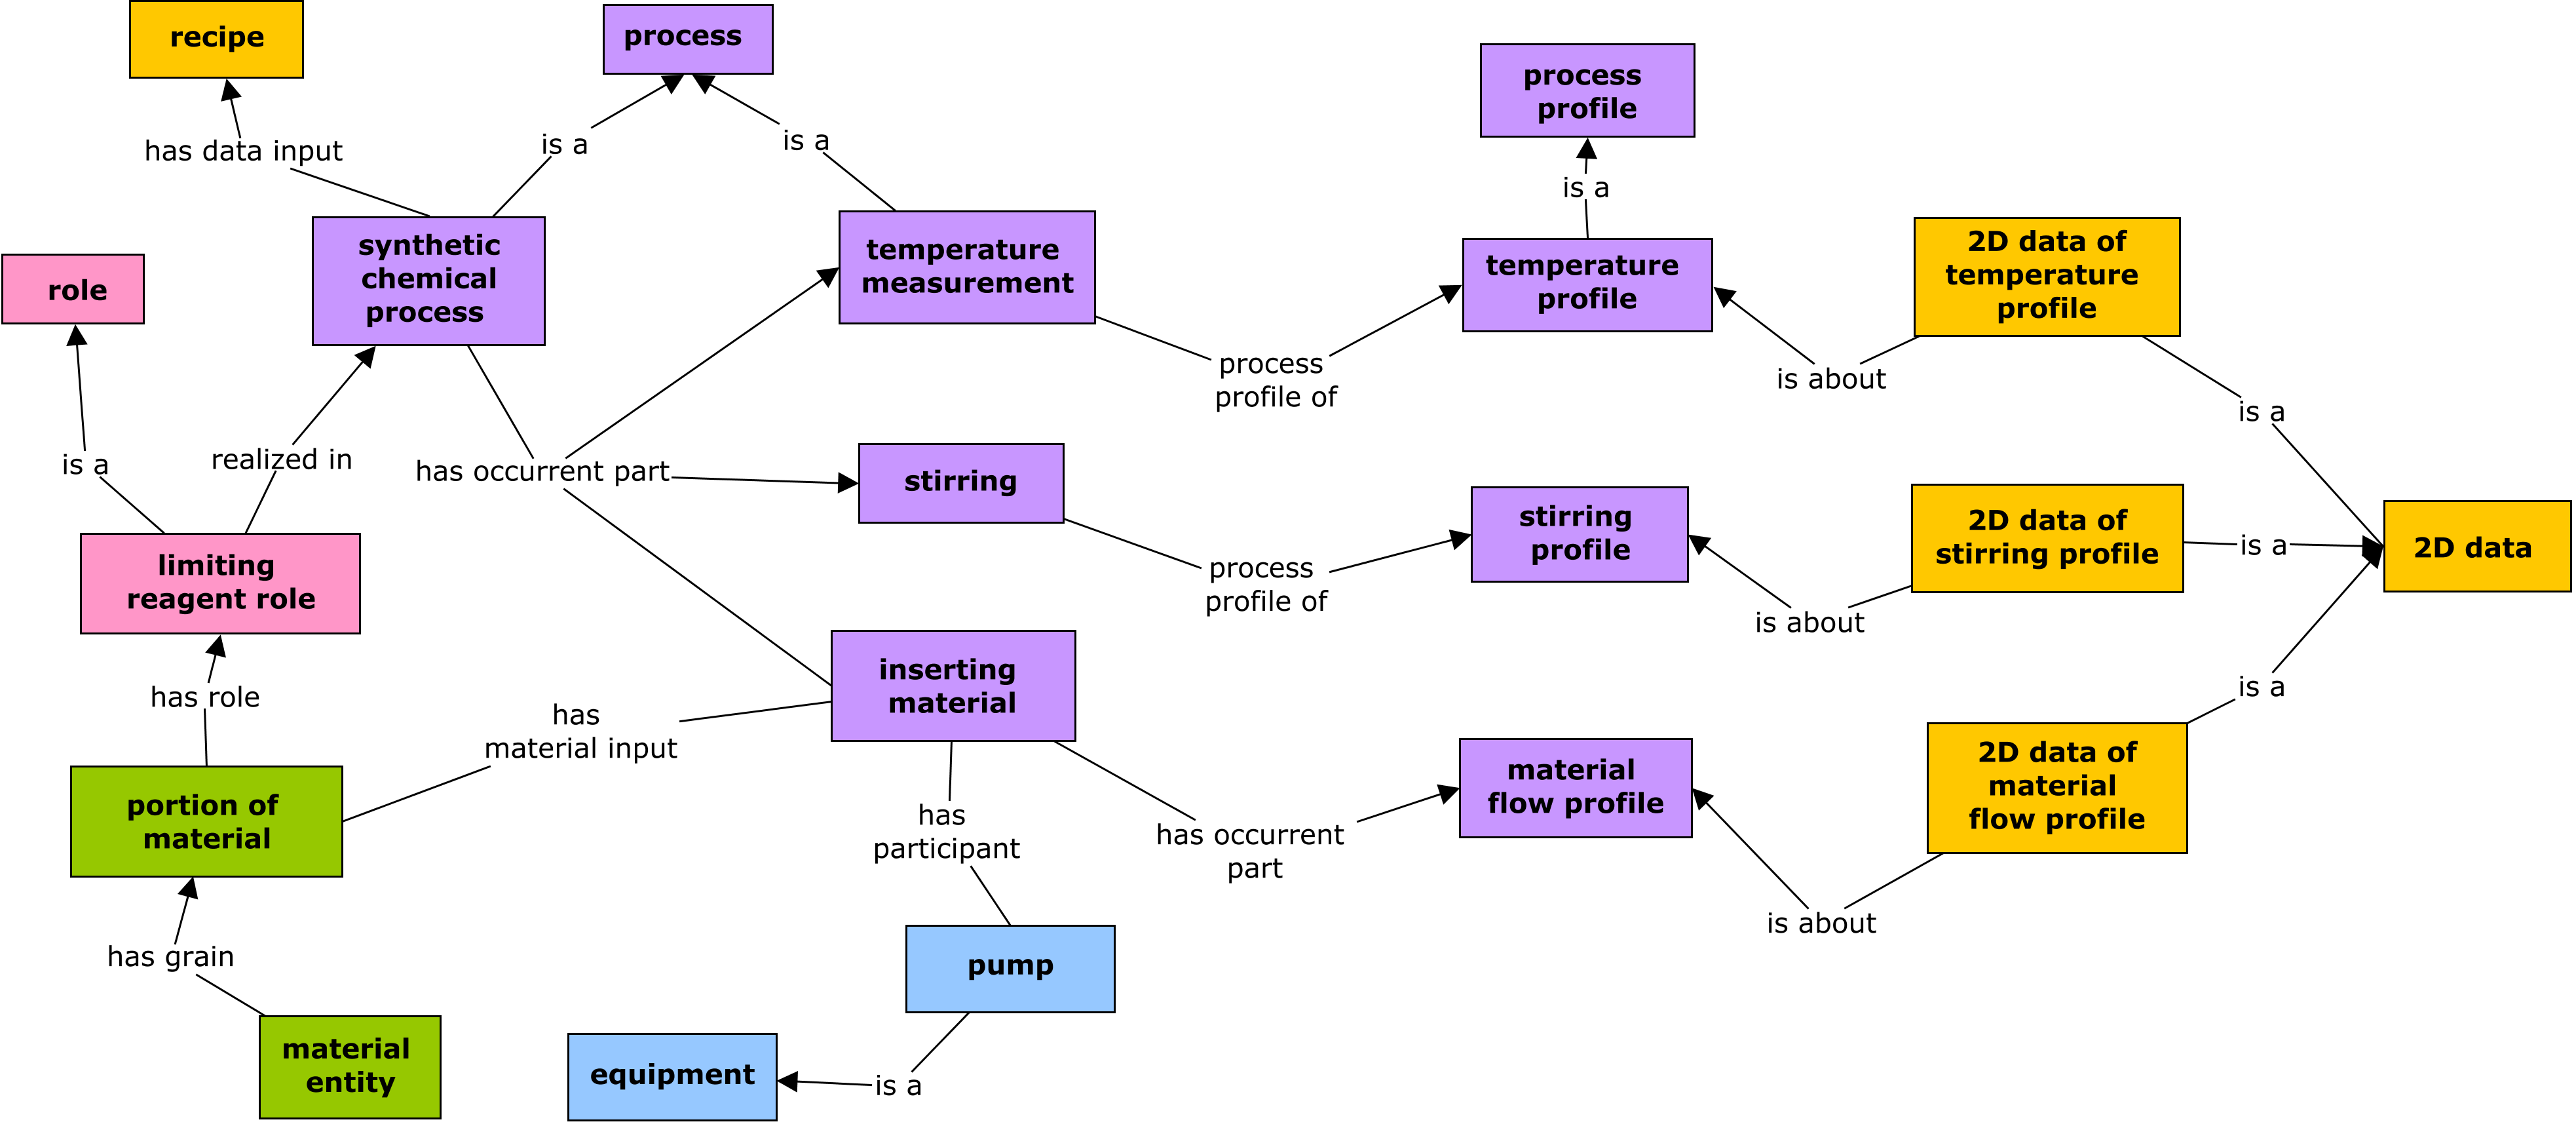 recipe
process
process
profile
has data input
is a
is a
is a
synthetic
chemical
process
temperature
measurement
temperature
profile
2D data of
temperature
profile
role
process
profile of
is about
is a
is a
realized in
has occurrent part
stirring
stirring
profile
2D data of
stirring profile
is a
2D data
limiting
reagent role
process
profile of
is about
has role
has
material input
inserting
material
is a
material
flow profile
2D data of
material
flow profile
portion of
material
has
participant
has occurrent
part
is about
has grain
pump
material
entity
equipment
is a